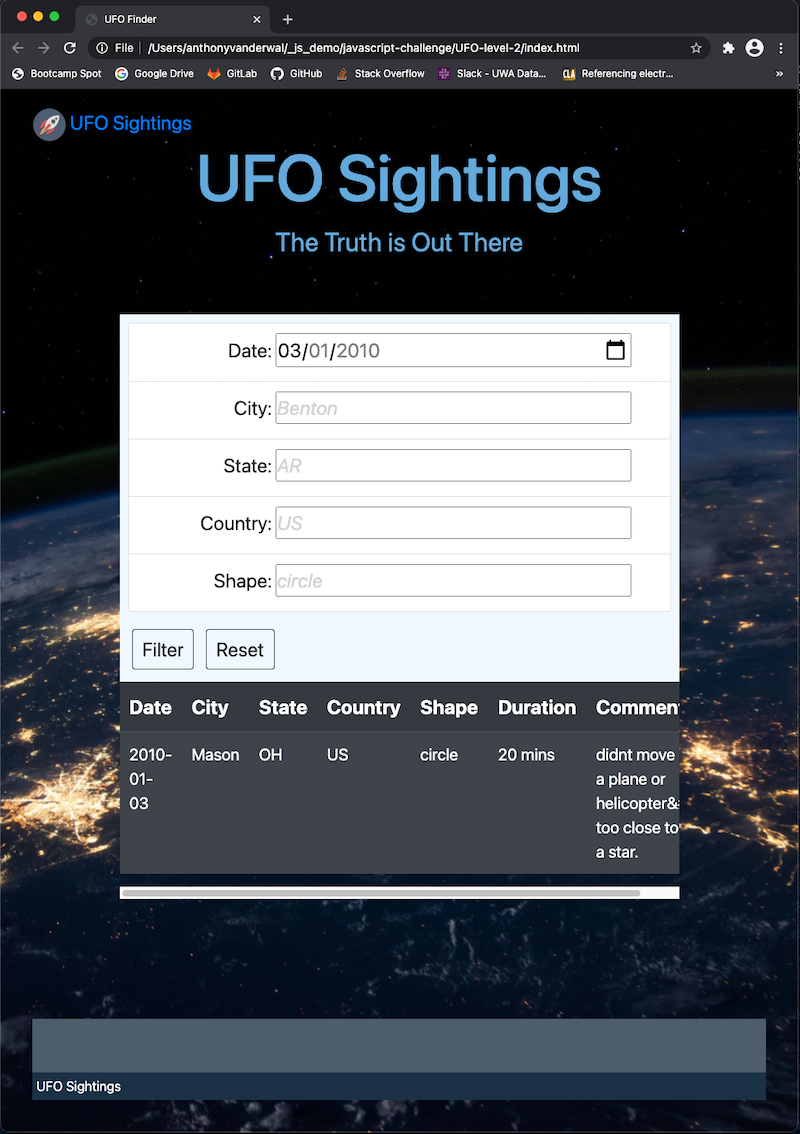 UFO Finder
File /Users/anthonyvanderwal/_js_demo/javascript-challenge/UFO-level-2/index.html
Bootcamp Spot Google Drive GitLab GitHub Stack Overflow Slack - UWA Data... CLA Referencing electr... »
UFO Sightings
UFO Sightings
The Truth is Out There
Date: 03/01/2010
City: Benton
State: AR
Country: US
Shape: circle
Filter Reset
Date City State Country Shape Duration Commen
2010- Mason OH US circle 20 mins didnt move
01- a plane or
03 helicopter&
too close to
a star.
UFO Sightings